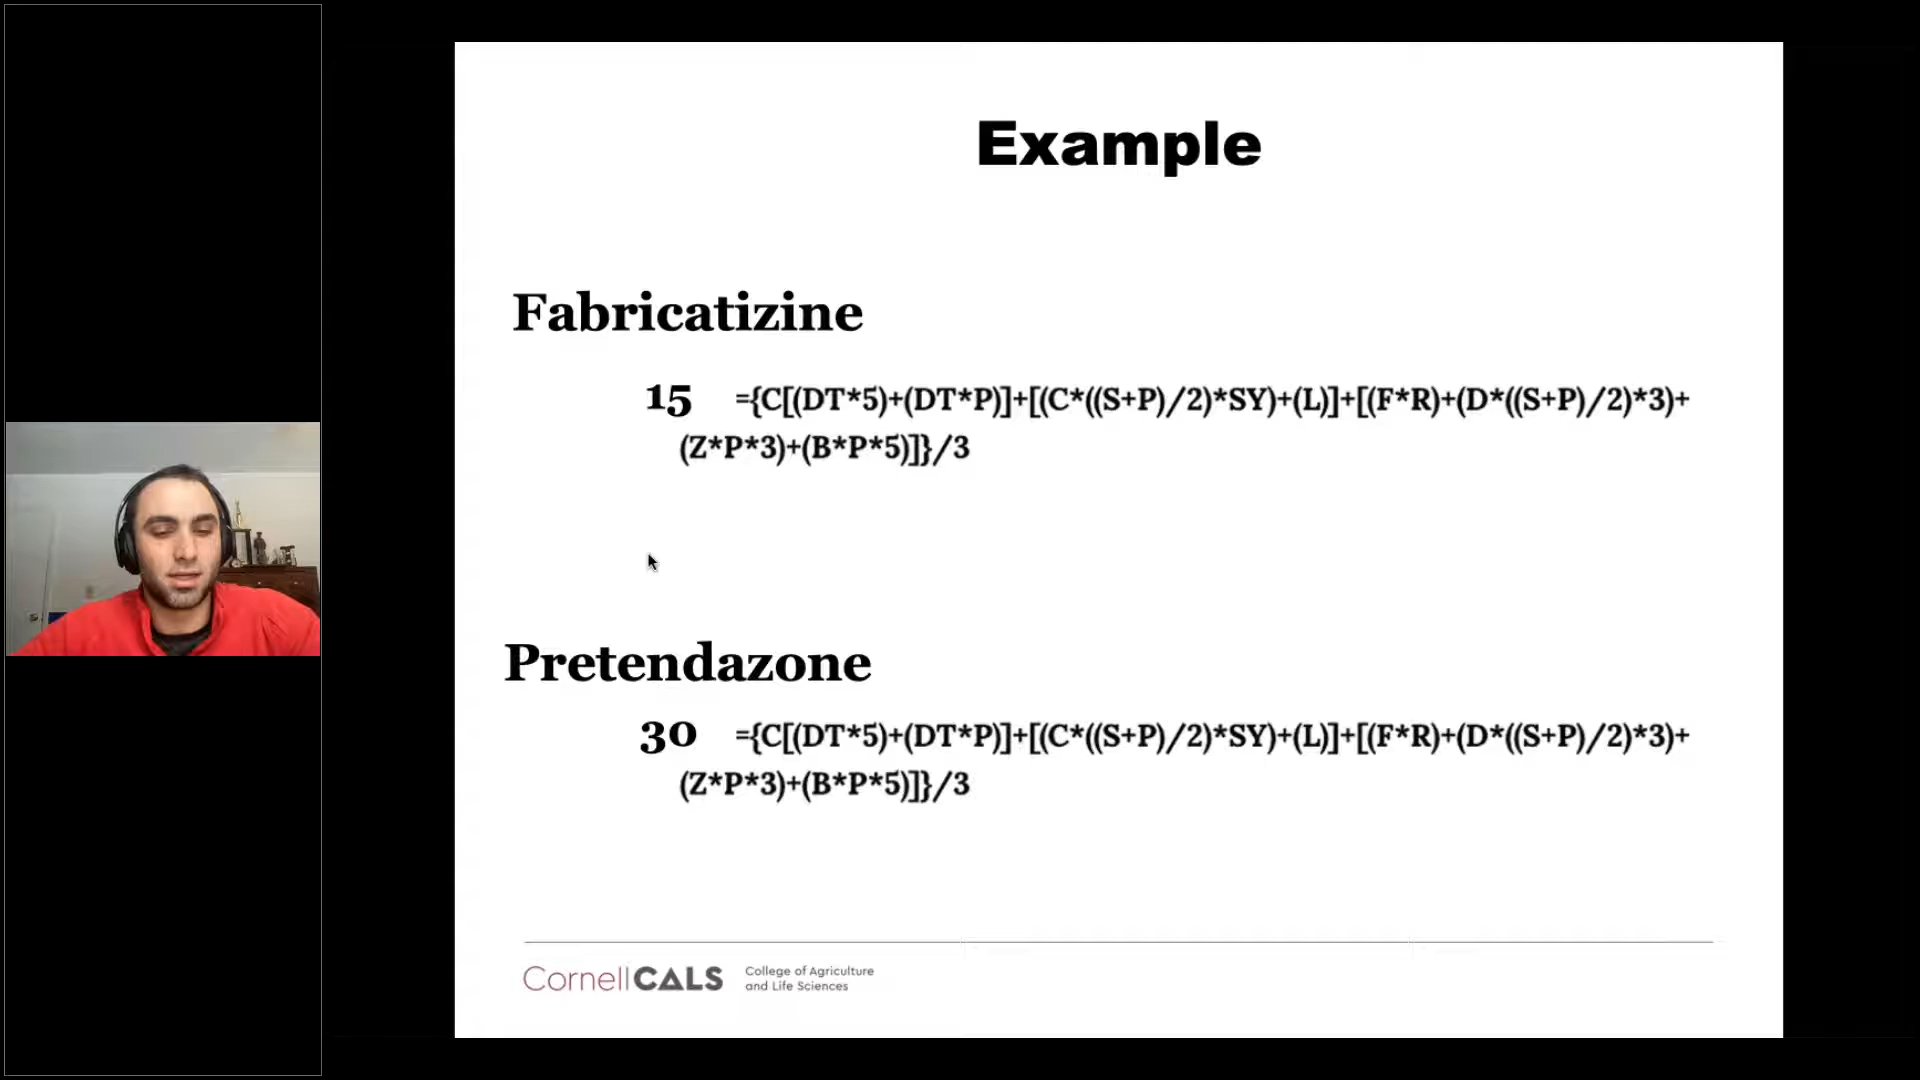 Example
Fabricatizine
15 ={C[(DT*5)+(DT*P)]+[(C*((S+P)/2)*SY)+(L)]+[(F*R)+(D*((S+P)/2)*3)+
(Z*P*3)+(B*P*5)]}/3
Pretendazone
30 ={C[(DT*5)+(DT*P)]+[(C*((S+P)/2)*SY)+(L)]+[(F*R)+(D*((S+P)/2)*3)+
(Z*P*3)+(B*P*5)]}/3
CornellCALS
College of Agriculture
and Life Sciences